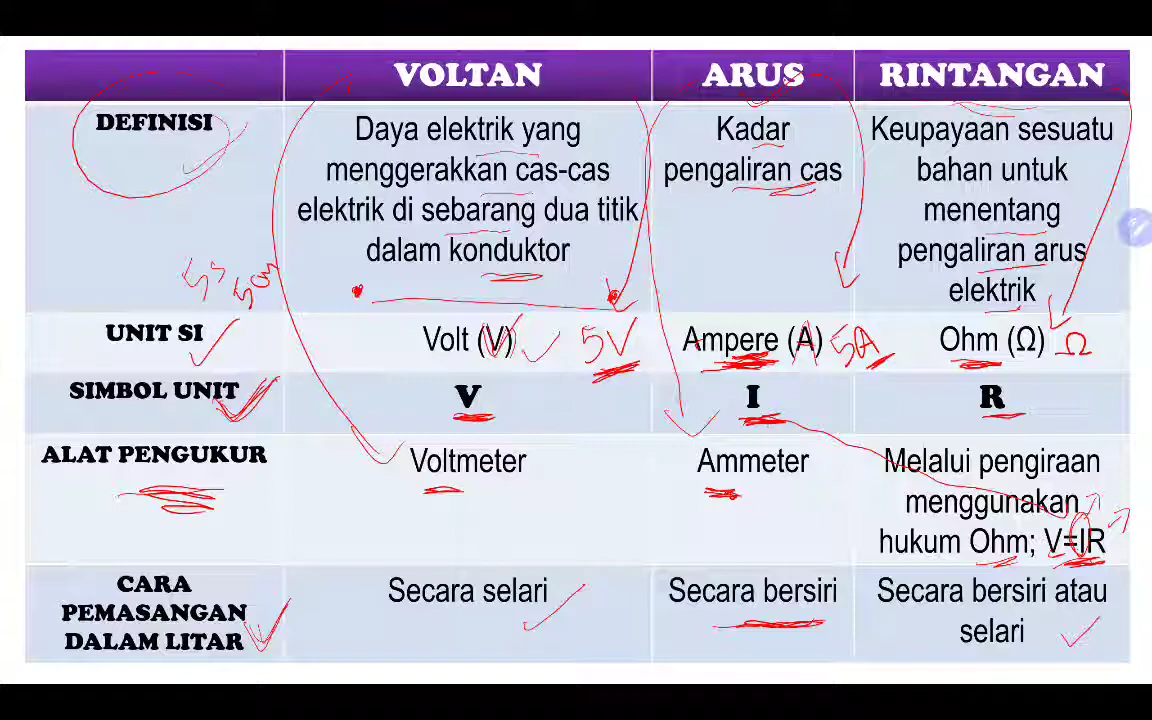 VOLTAN ARUS RINTANGAN
DEFINISI
Daya elektrik yang
menggerakkan cas-cas
elektrik di sebarang dua titik
dalam konduktor
Kadar
pengaliran cas
Keupayaan sesuatu
bahan untuk
menentang
pengaliran arus
elektrik
UNIT SI
Volt (V)
5V
Ampere (A)
5A
Ohm (Ω)
Ω
SIMBOL UNIT
V
I
R
ALAT PENGUKUR
Voltmeter
Ammeter
Melalui pengiraan
menggunakan
hukum Ohm; V=IR
CARA
PEMASANGAN
DALAM LITAR
Secara selari
Secara bersiri
Secara bersiri atau
selari